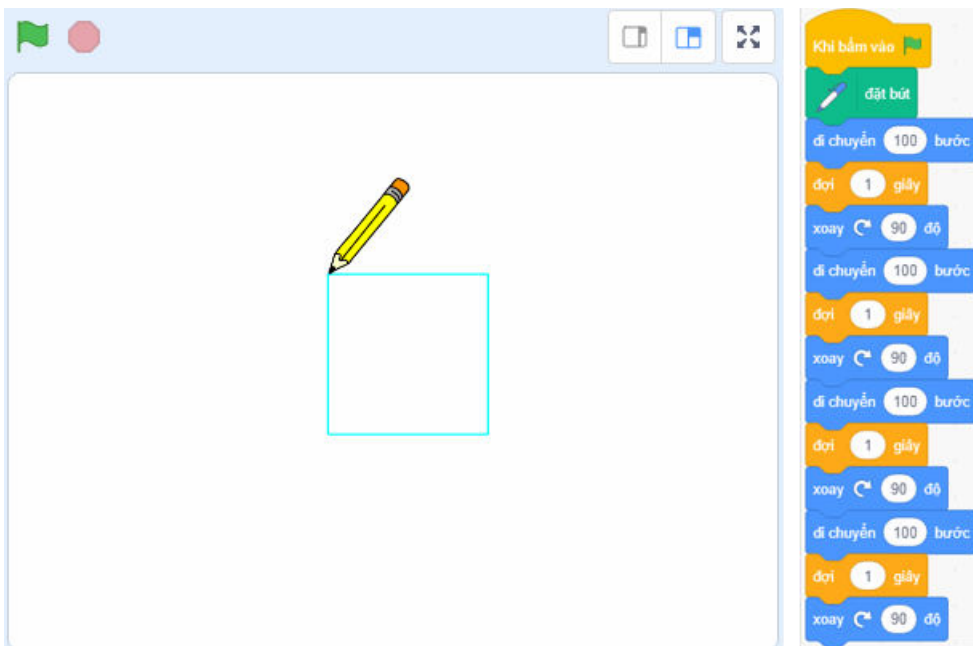 Khi bấm vào
đặt bút
di chuyển 100 bước
đợi 1 giây
xoay 90 độ
di chuyển 100 bước
đợi 1 giây
xoay 90 độ
di chuyển 100 bước
đợi 1 giây
xoay 90 độ
di chuyển 100 bước
đợi 1 giây
xoay 90 độ